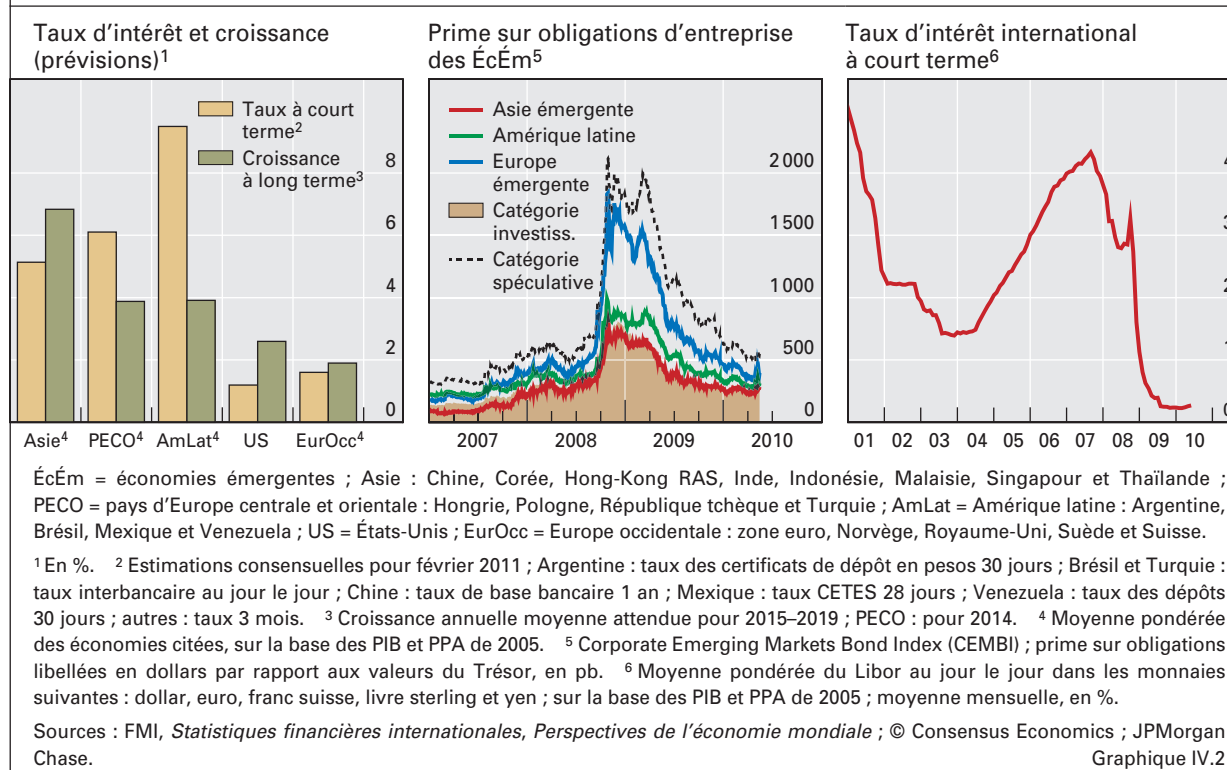 Taux d’intérêt et croissance
(prévisions)¹
Taux à court
terme²
Croissance
à long terme³
8
6
4
2
0
Asie⁴ PECO⁴ AmLat⁴ US EurOcc⁴
Prime sur obligations d’entreprise
des ÉcÉm⁵
Asie émergente
Amérique latine
Europe
émergente
Catégorie
investiss.
Catégorie
spéculative
2 000
1 500
1 000
500
0
2007 2008 2009 2010
Taux d’intérêt international
à court terme⁶
4
3
2
1
0
01 02 03 04 05 06 07 08 09 10
ÉcÉm = économies émergentes ; Asie : Chine, Corée, Hong-Kong RAS, Inde, Indonésie, Malaisie, Singapour et Thaïlande ;
PECO = pays d’Europe centrale et orientale : Hongrie, Pologne, République tchèque et Turquie ; AmLat = Amérique latine : Argentine,
Brésil, Mexique et Venezuela ; US = États-Unis ; EurOcc = Europe occidentale : zone euro, Norvège, Royaume-Uni, Suède et Suisse.
¹ En %. ² Estimations consensuelles pour février 2011 ; Argentine : taux des certificats de dépôt en pesos 30 jours ; Brésil et Turquie :
taux interbancaire au jour le jour ; Chine : taux de base bancaire 1 an ; Mexique : taux CETES 28 jours ; Venezuela : taux des dépôts
30 jours ; autres : taux 3 mois. ³ Croissance annuelle moyenne attendue pour 2015–2019 ; PECO : pour 2014. ⁴ Moyenne pondérée
des économies citées, sur la base des PIB et PPA de 2005. ⁵ Corporate Emerging Markets Bond Index (CEMBI) ; prime sur obligations
libellées en dollars par rapport aux valeurs du Trésor, en pb. ⁶ Moyenne pondérée du Libor au jour le jour dans les monnaies
suivantes : dollar, euro, franc suisse, livre sterling et yen ; sur la base des PIB et PPA de 2005 ; moyenne mensuelle, en %.
Sources : FMI, Statistiques financières internationales, Perspectives de l’économie mondiale ; © Consensus Economics ; JPMorgan
Chase. Graphique IV.2